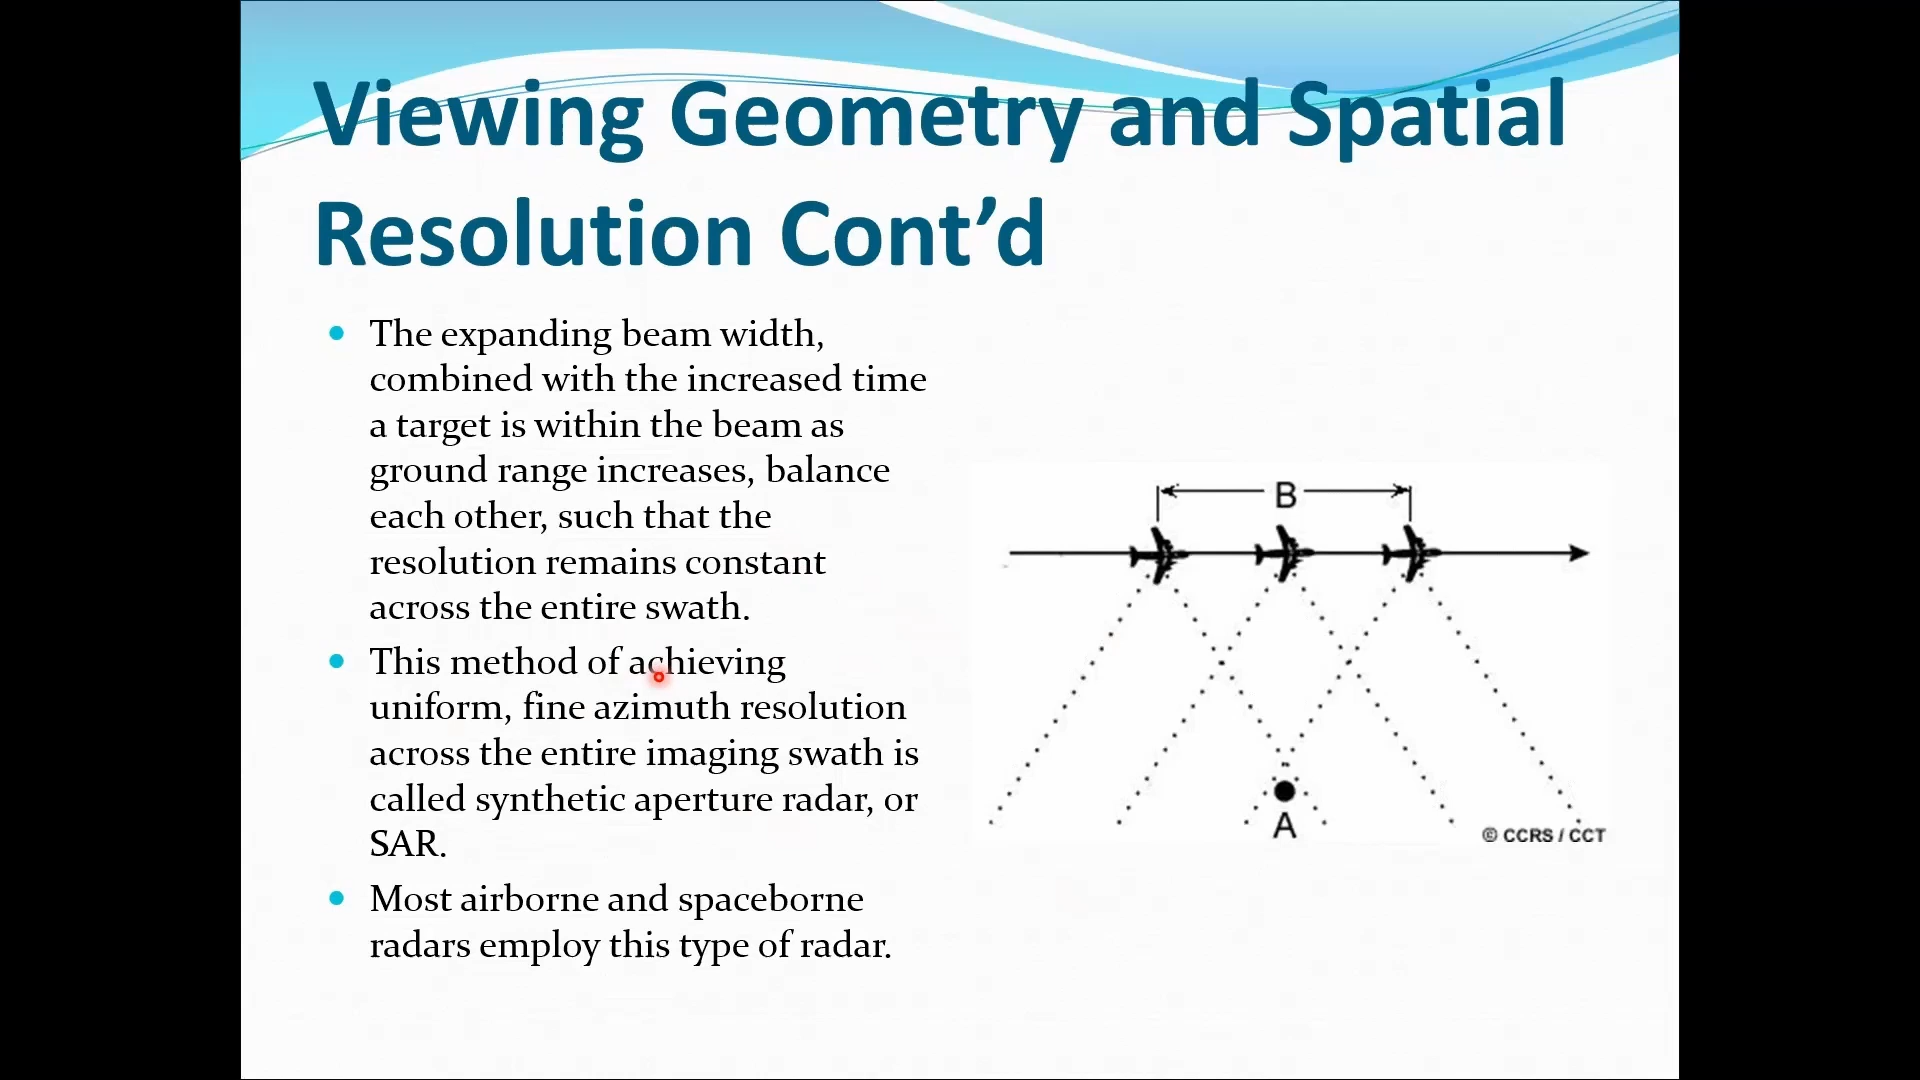 Viewing Geometry and Spatial
Resolution Cont’d
• The expanding beam width,
combined with the increased time
a target is within the beam as
ground range increases, balance
each other, such that the
resolution remains constant
across the entire swath.
• This method of achieving
uniform, fine azimuth resolution
across the entire imaging swath is
called synthetic aperture radar, or
SAR.
• Most airborne and spaceborne
radars employ this type of radar.
B
A
© CCRS / CCT